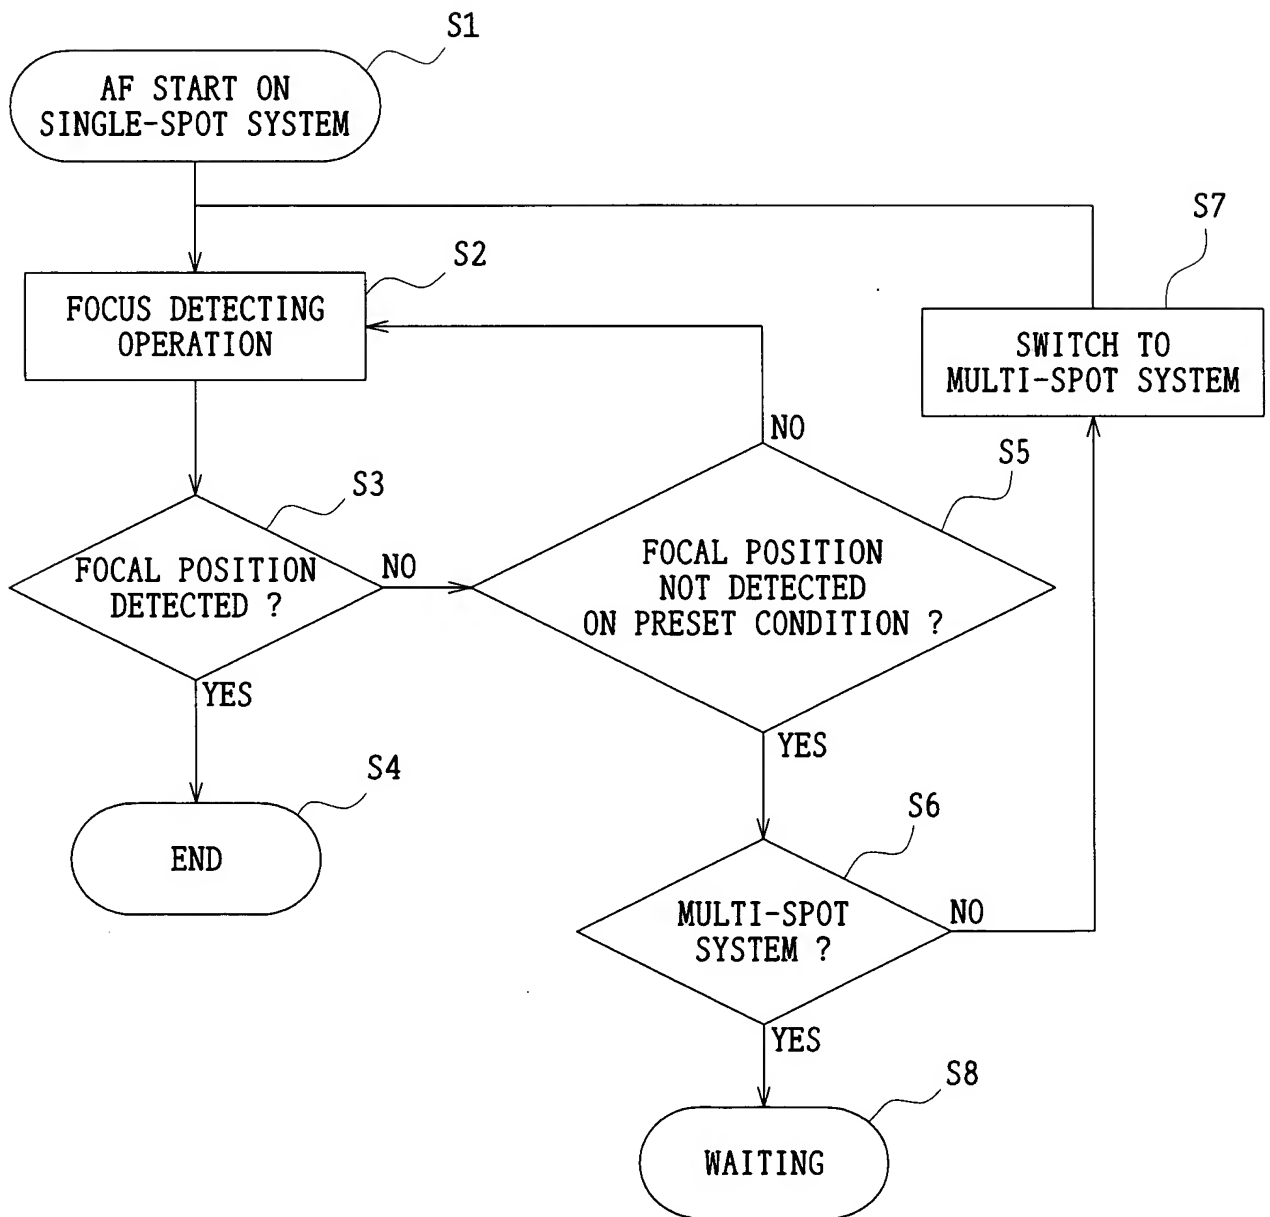 S1
AF START ON
SINGLE-SPOT SYSTEM
S7
S2
FOCUS DETECTING
OPERATION
SWITCH TO
MULTI-SPOT SYSTEM
NO
S5
S3
FOCAL POSITION
DETECTED ?
NO
FOCAL POSITION
NOT DETECTED
ON PRESET CONDITION ?
YES
YES
S4
END
S6
MULTI-SPOT
SYSTEM ?
NO
YES
S8
WAITING